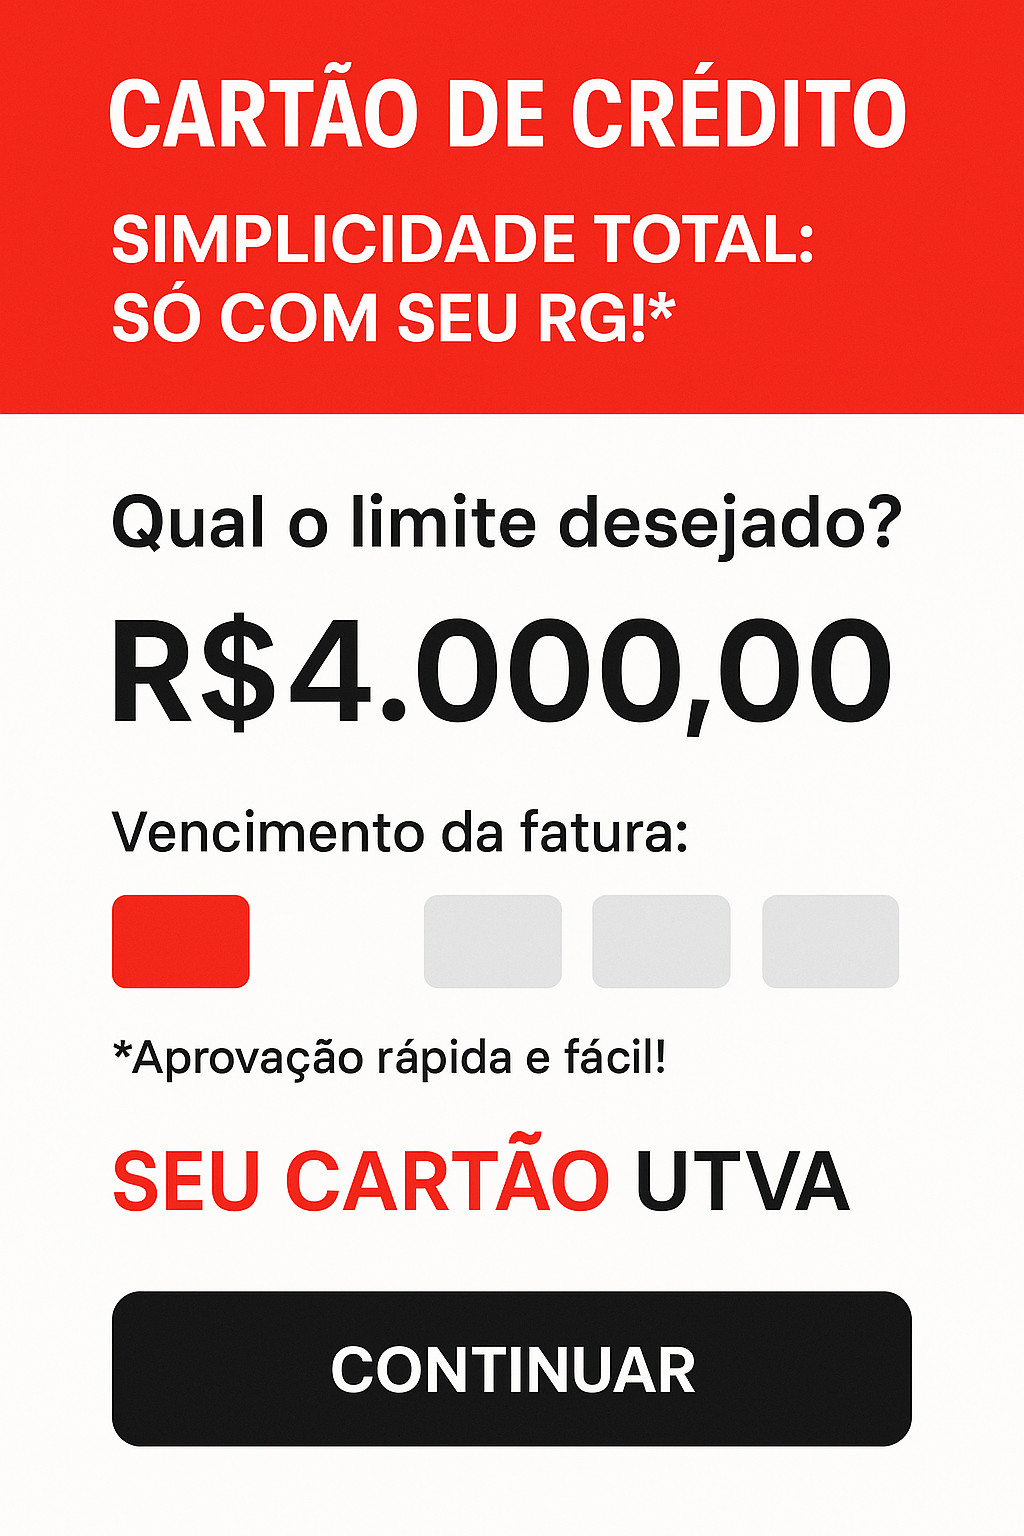 CARTÃO DE CRÉDITO
SIMPLICIDADE TOTAL:
SÓ COM SEU RG!*
Qual o limite desejado?
R$4.000,00
Vencimento da fatura:
*Aprovação rápida e fácil!
SEU CARTÃO UTVA
CONTINUAR